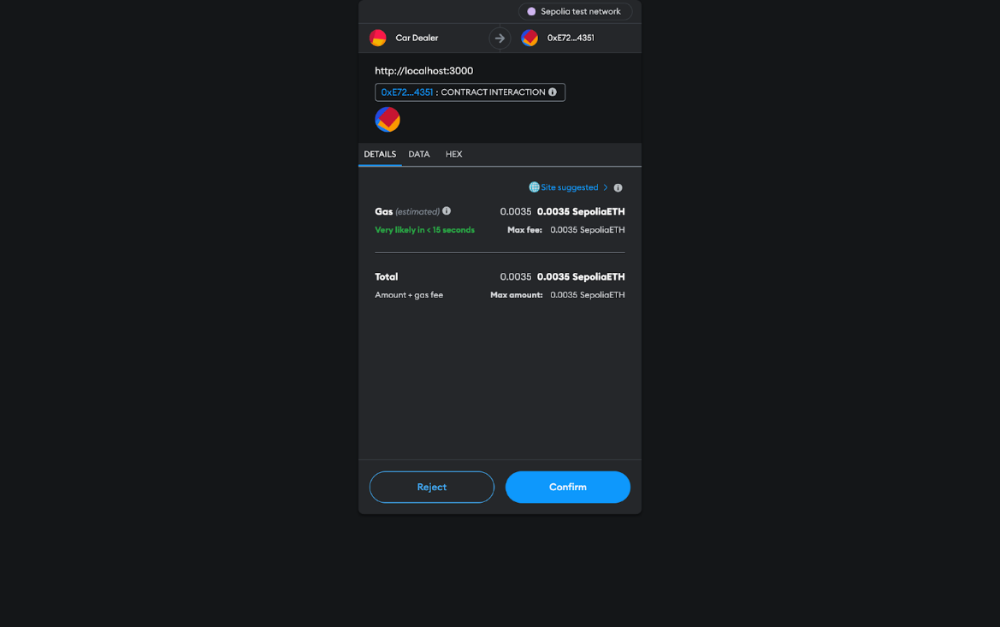 Sepolia test network
Car Dealer 0xE72...4351
http://localhost:3000
0xE72...4351 : CONTRACT INTERACTION
DETAILS DATA HEX
Site suggested >
Gas (estimated) 0.0035 0.0035 SepoliaETH
Very likely in < 15 seconds Max fee: 0.0035 SepoliaETH
Total 0.0035 0.0035 SepoliaETH
Amount + gas fee Max amount: 0.0035 SepoliaETH
Reject Confirm